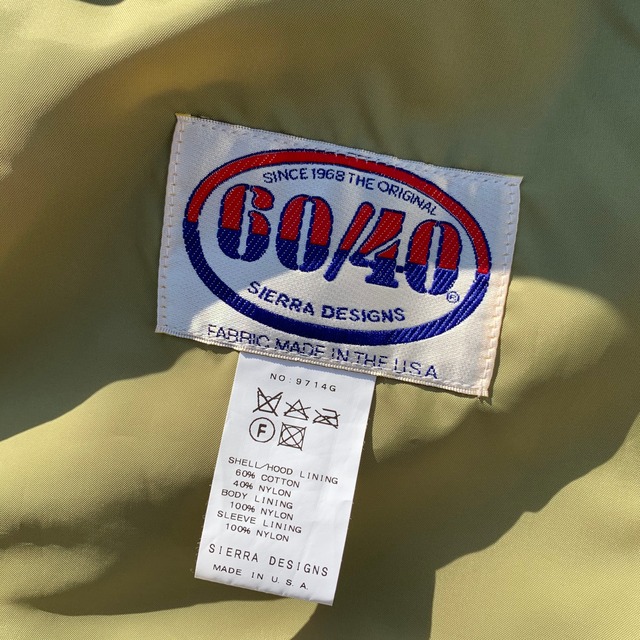 SINCE 1968 THE ORIGINAL
60/40
®
SIERRA DESIGNS
FABRIC MADE IN THE U.S.A
NO.:9714G
F
SHELL/HOOD LINING
60% COTTON
40% NYLON
BODY LINING
100% NYLON
SLEEVE LINING
100% NYLON
SIERRA DESIGNS
MADE IN U.S.A.